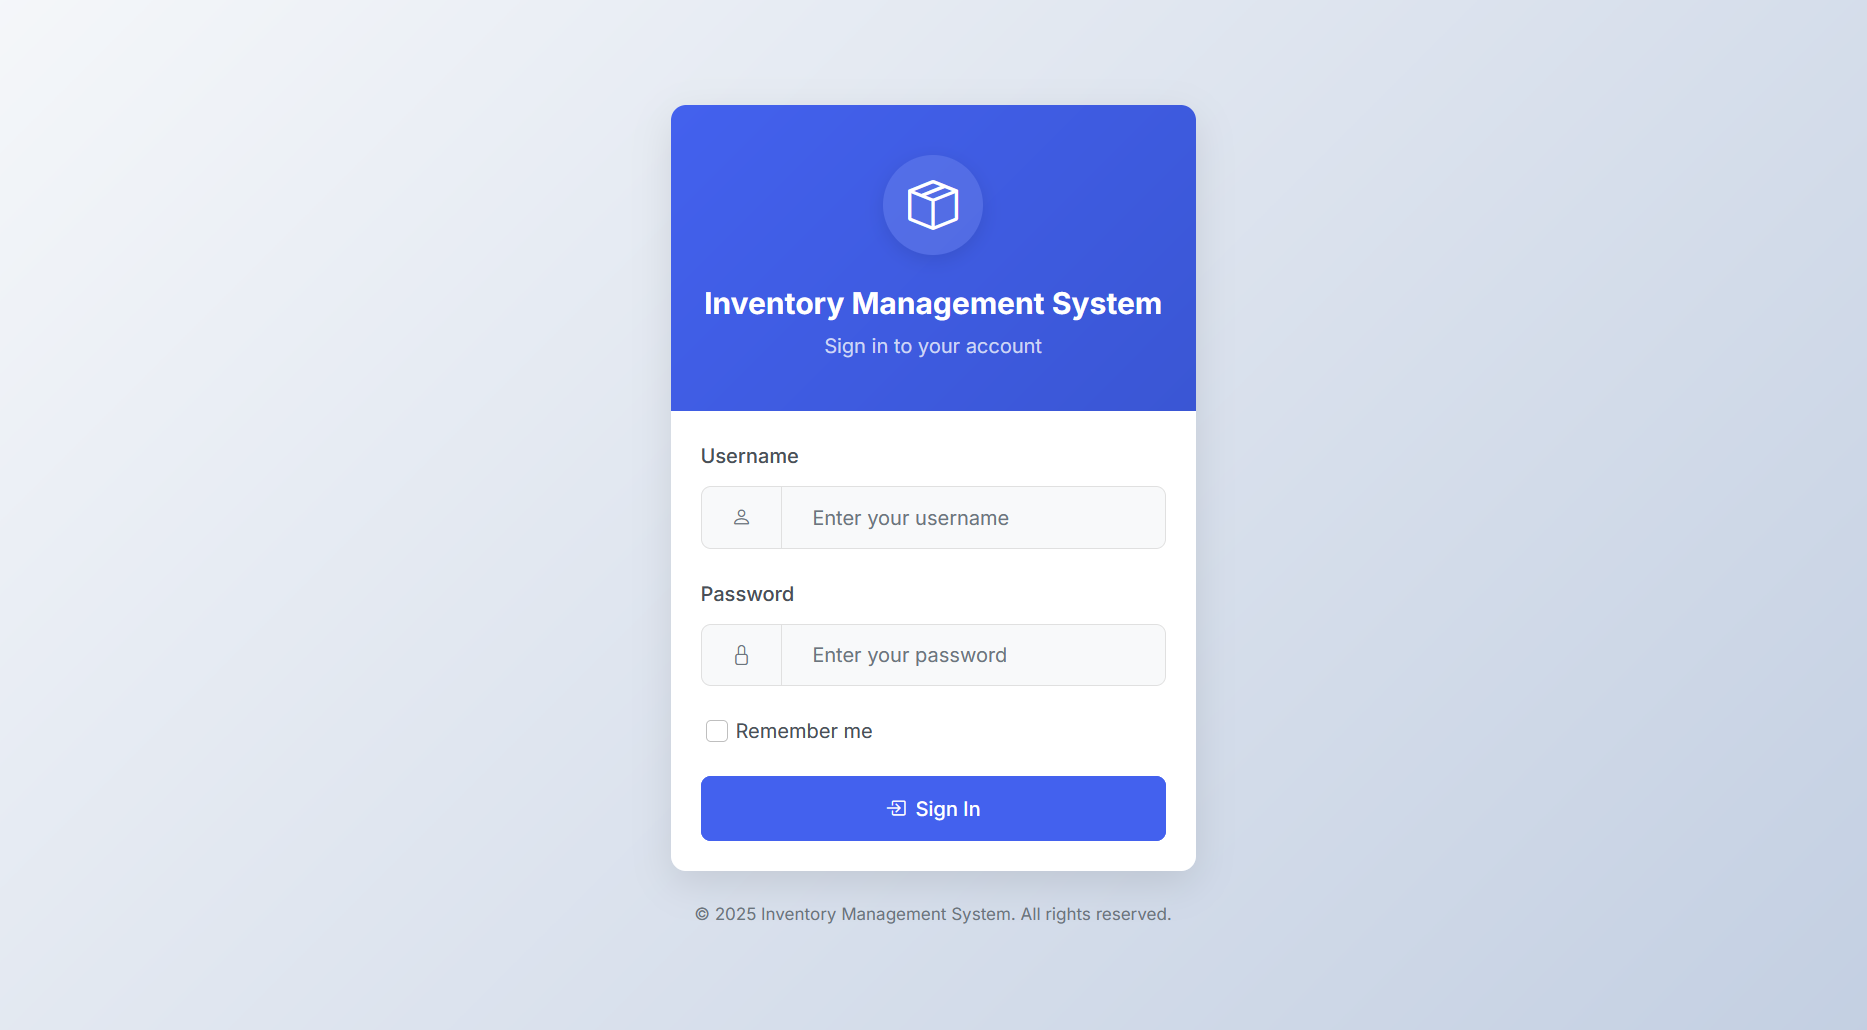 Inventory Management System
Sign in to your account
Username
Enter your username
Password
Enter your password
Remember me
Sign In
© 2025 Inventory Management System. All rights reserved.